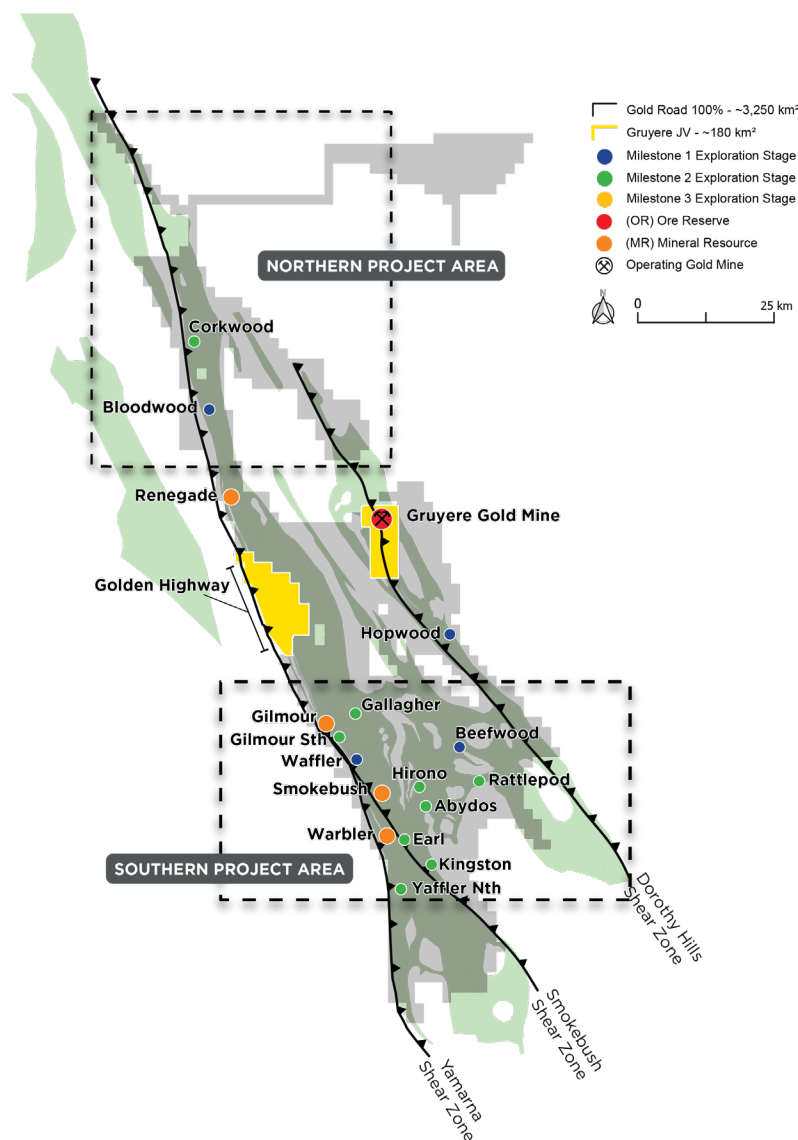 Gold Road 100% - ~3,250 km²
Gruyere JV - ~180 km²
Milestone 1 Exploration Stage
Milestone 2 Exploration Stage
Milestone 3 Exploration Stage
(OR) Ore Reserve
(MR) Mineral Resource
Operating Gold Mine
N
0
25 km
NORTHERN PROJECT AREA
Corkwood
Bloodwood
Renegade
Gruyere Gold Mine
Golden Highway
Hopwood
Gallagher
Gilmour
Gilmour Sth
Beefwood
Waffler
Hirono
Rattlepod
Smokebush
Abydos
Warbler
Earl
Kingston
SOUTHERN PROJECT AREA
Yaffler Nth
Dorothy Hills
Shear Zone
Smokebush
Shear Zone
Yamarna
Shear Zone